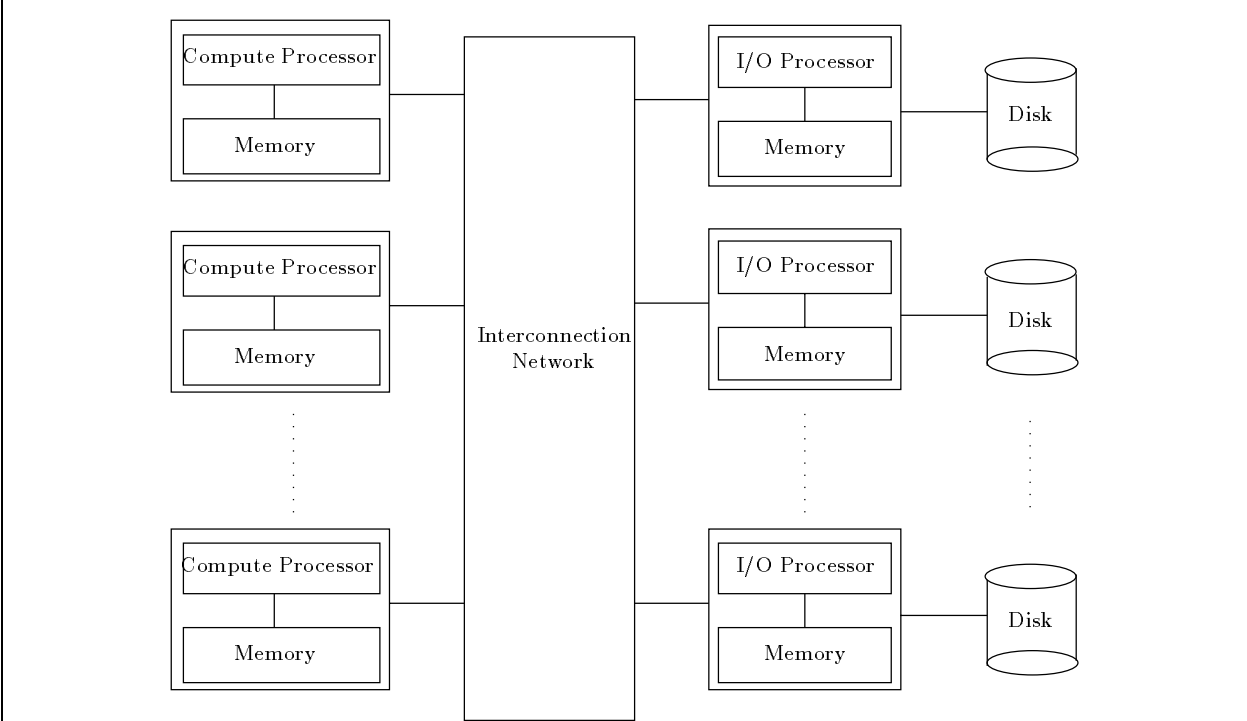 Compute Processor
Memory
I/O Processor
Memory
Disk
Compute Processor
Memory
Interconnection
Network
I/O Processor
Memory
Disk
Compute Processor
Memory
I/O Processor
Memory
Disk